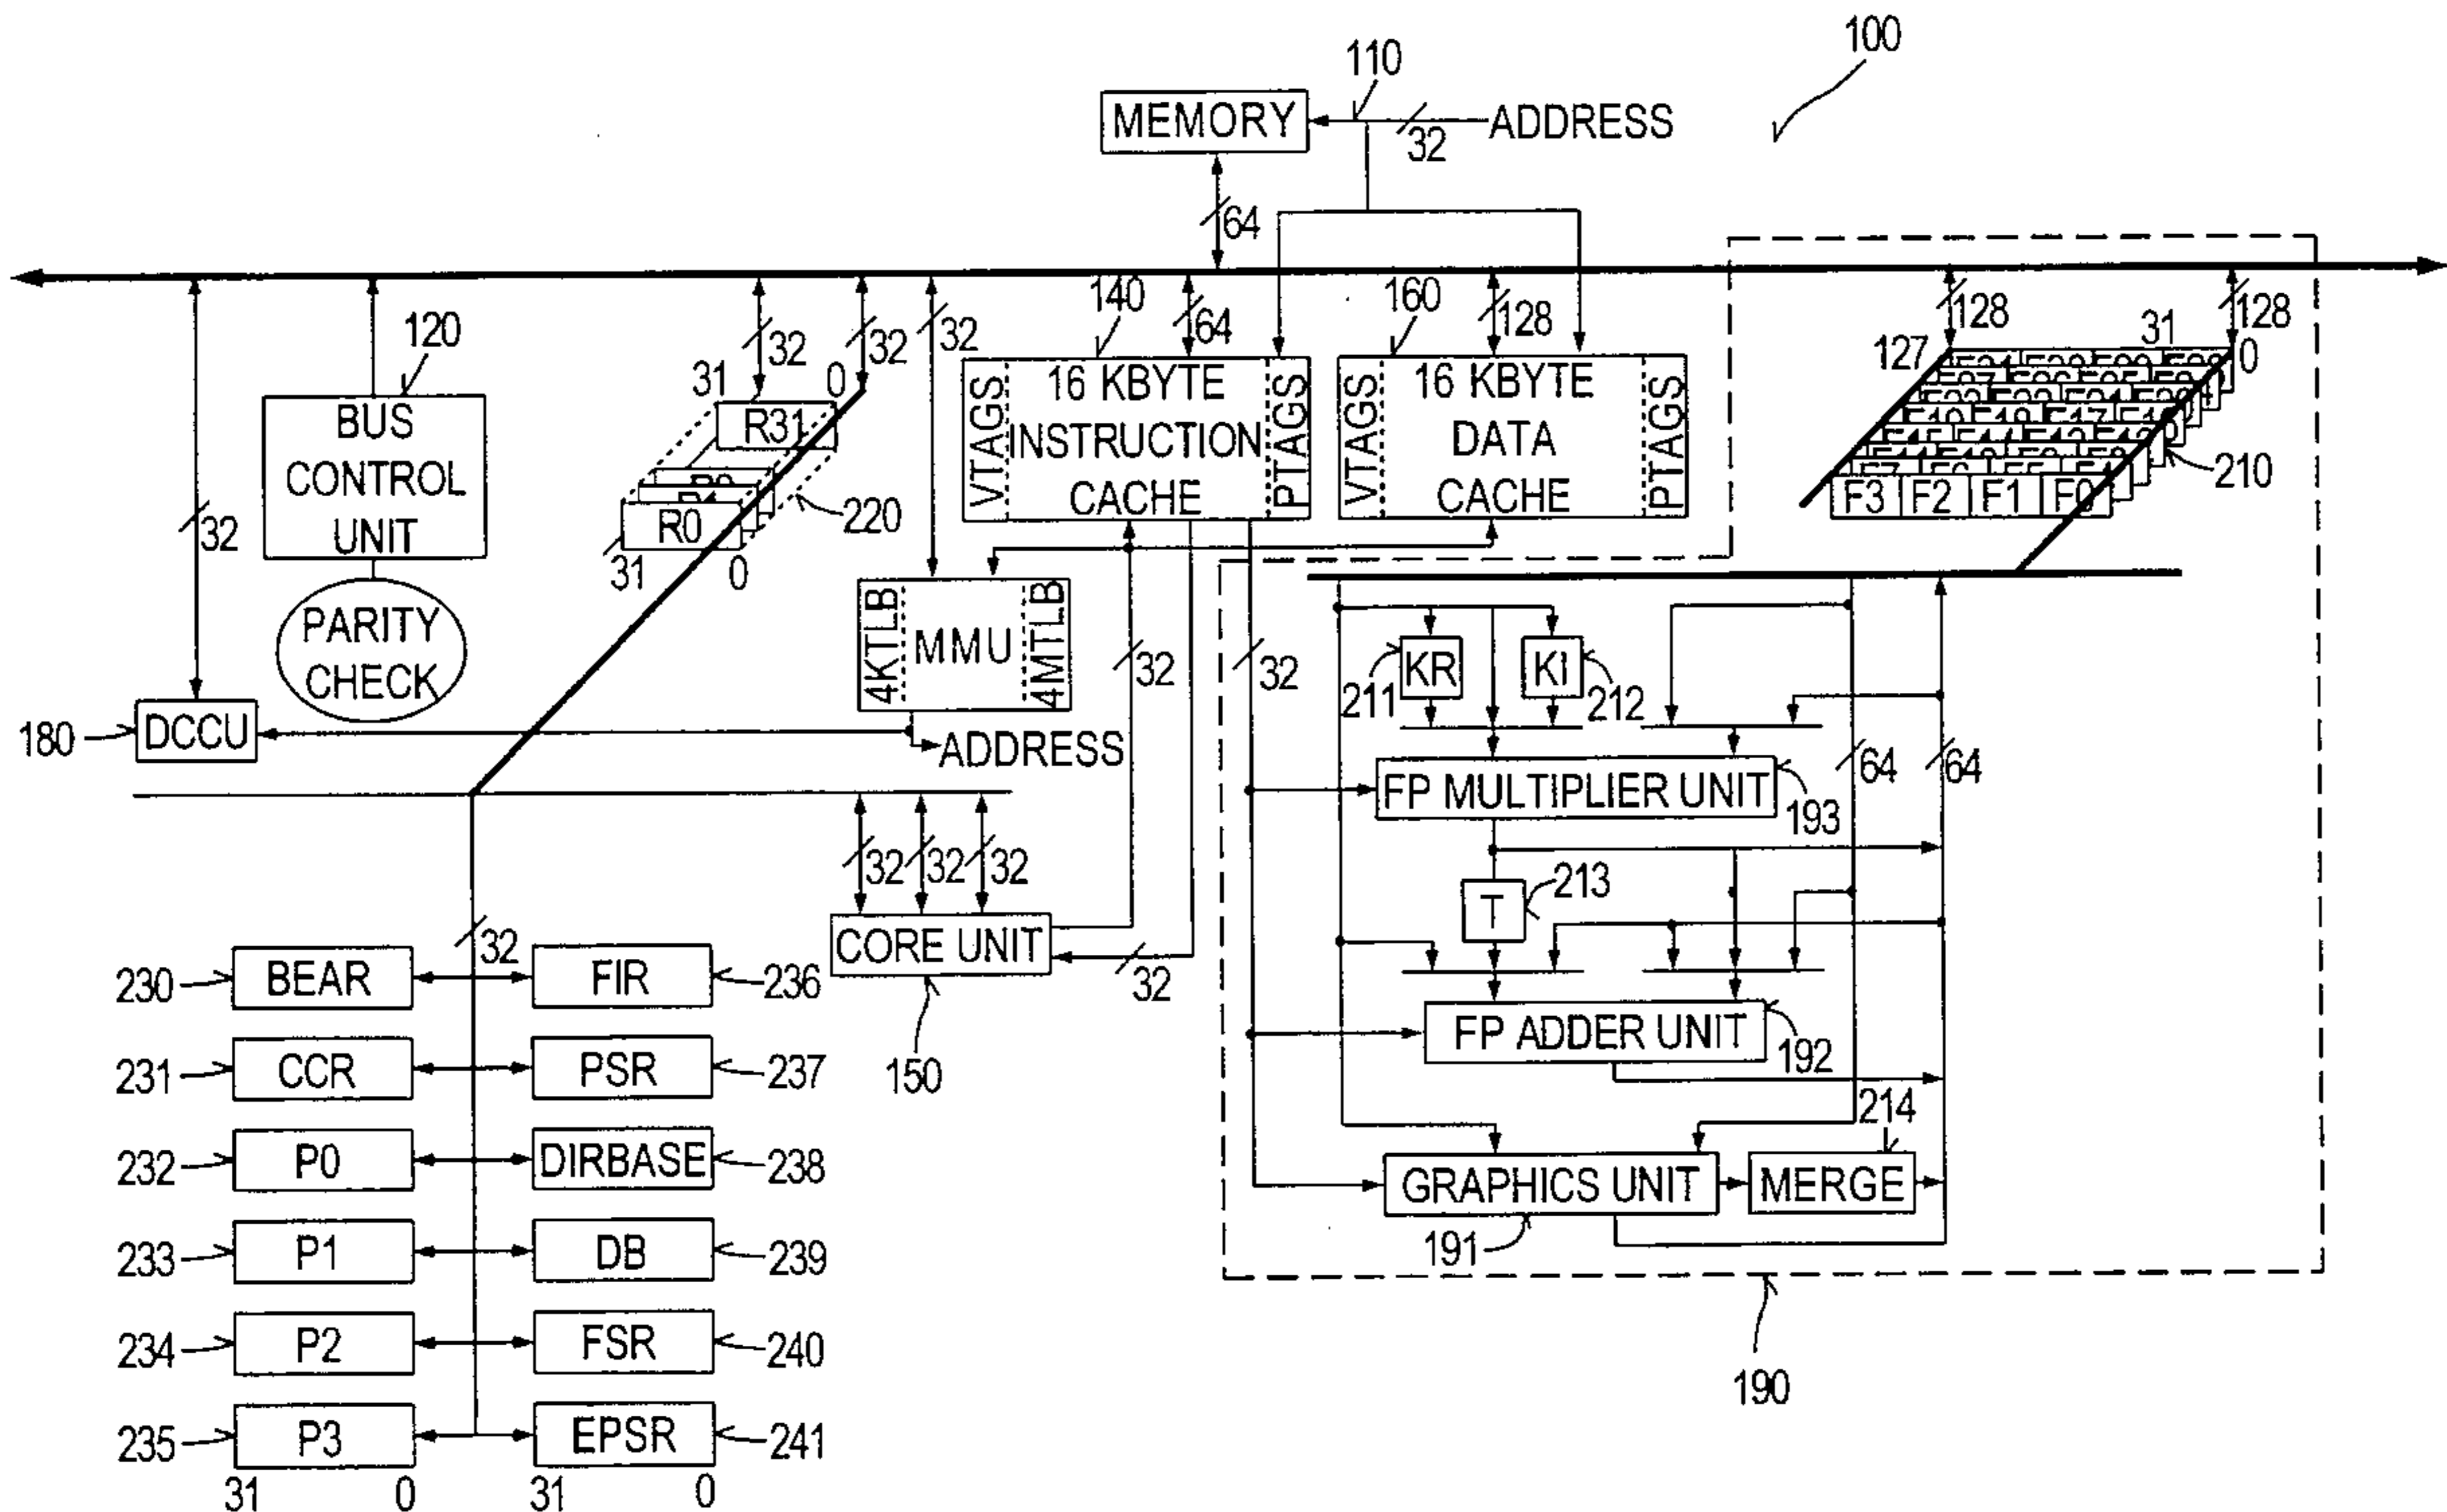 100
110
MEMORY
32
ADDRESS
64
120
32
32
32
140
64
160
128
128
31
128
127
0
31
0
BUS
CONTROL
UNIT
R31
VTAGS
16 KBYTE
INSTRUCTION
CACHE
PTAGS
VTAGS
16 KBYTE
DATA
CACHE
PTAGS
210
F3
F2
F1
F0
32
R0
220
31
0
PARITY
CHECK
4KTLB
MMU
4MTLB
32
32
211
KR
KI
212
180
DCCU
ADDRESS
64
64
FP MULTIPLIER UNIT
193
32
32
32
T
213
CORE UNIT
32
150
32
FP ADDER UNIT
192
214
GRAPHICS UNIT
MERGE
191
190
230
BEAR
FIR
236
231
CCR
PSR
237
232
P0
DIRBASE
238
233
P1
DB
239
234
P2
FSR
240
235
P3
EPSR
241
31
0
31
0